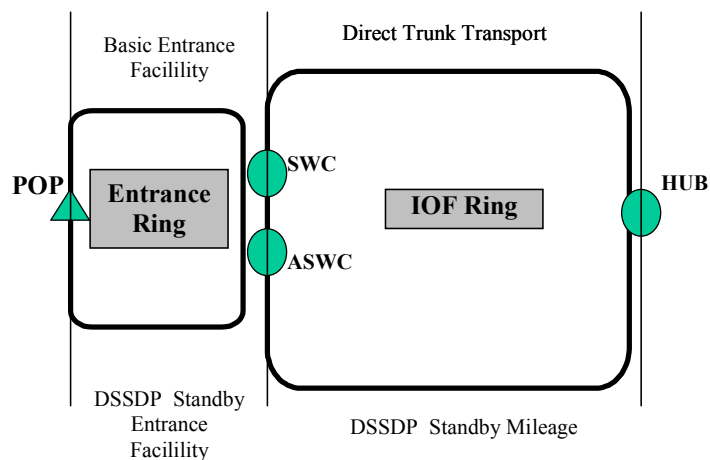 Basic Entrance
Facilility
Direct Trunk Transport
POP
Entrance
Ring
SWC
ASWC
IOF Ring
HUB
DSSDP  Standby
Entrance
Facilility
DSSDP  Standby Mileage